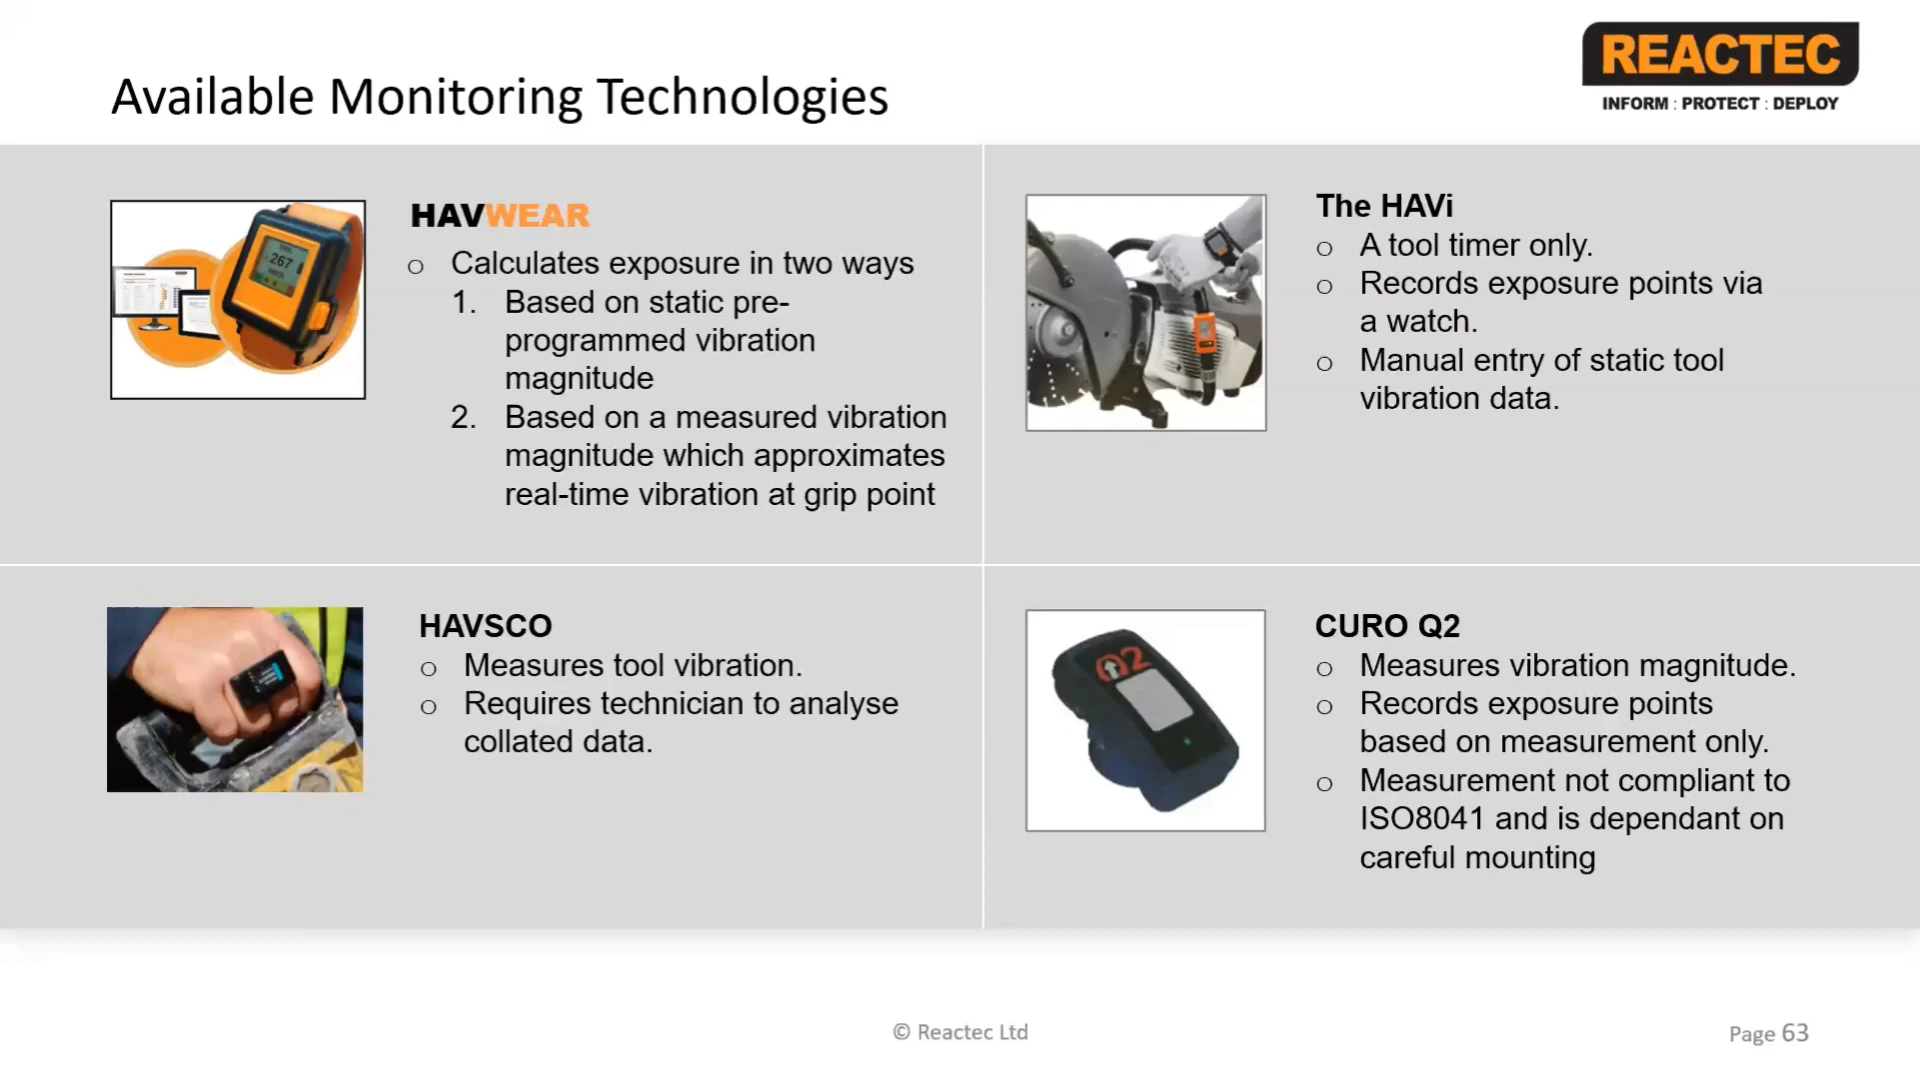 REACTEC
INFORM : PROTECT : DEPLOY
Available Monitoring Technologies
HAVWEAR
o Calculates exposure in two ways
1. Based on static pre-
programmed vibration
magnitude
2. Based on a measured vibration
magnitude which approximates
real-time vibration at grip point
267
The HAVi
o A tool timer only.
o Records exposure points via
a watch.
o Manual entry of static tool
vibration data.
HAVSCO
o Measures tool vibration.
o Requires technician to analyse
collated data.
Q2
CURO Q2
o Measures vibration magnitude.
o Records exposure points
based on measurement only.
o Measurement not compliant to
ISO8041 and is dependant on
careful mounting
© Reactec Ltd
Page 63